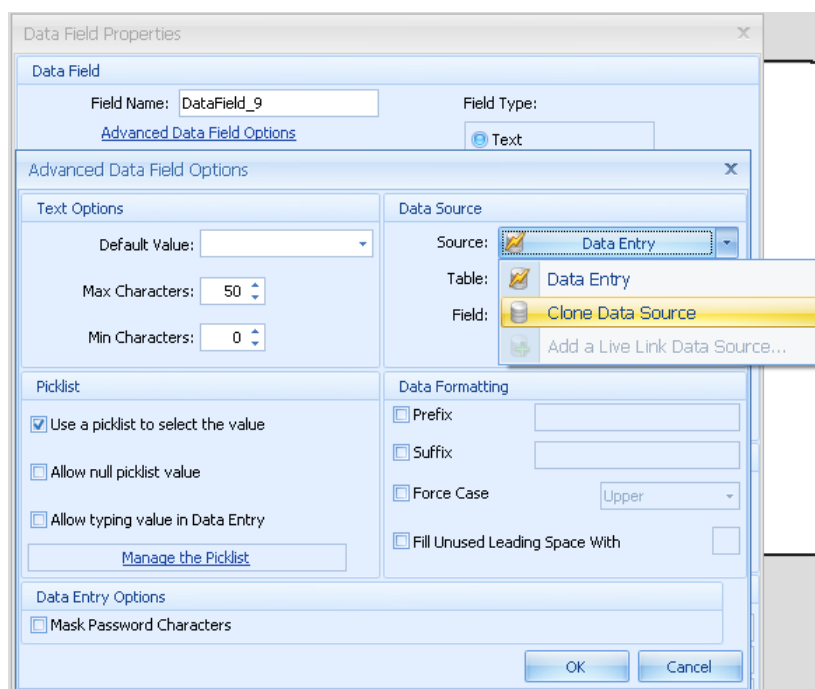 Data Field Properties x
Data Field
Field Name: DataField_9 Field Type:
Advanced Data Field Options Text
Advanced Data Field Options x
Text Options
Default Value:
Max Characters: 50
Min Characters: 0
Data Source
Source: Data Entry
Table: Data Entry
Field: Clone Data Source
Add a Live Link Data Source...
Picklist
Use a picklist to select the value
Allow null picklist value
Allow typing value in Data Entry
Manage the Picklist
Data Formatting
Prefix
Suffix
Force Case Upper
Fill Unused Leading Space With
Data Entry Options
Mask Password Characters
OK Cancel